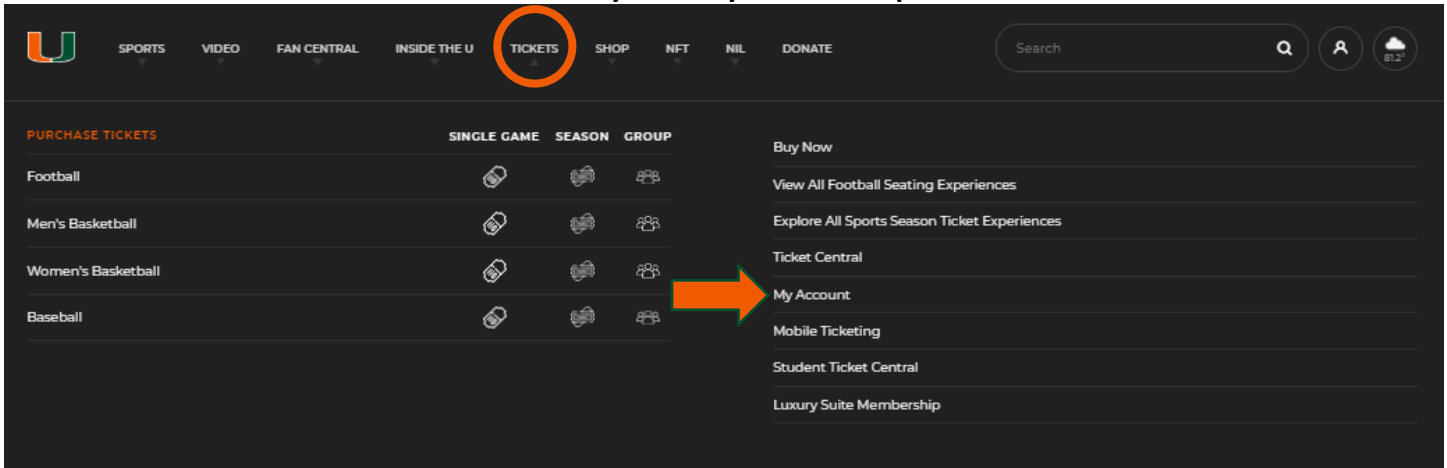 SPORTS VIDEO FAN CENTRAL INSIDE THE U TICKETS SHOP NFT NIL DONATE Search 81.2°
PURCHASE TICKETS SINGLE GAME SEASON GROUP
Football
Men's Basketball
Women's Basketball
Baseball
Buy Now
View All Football Seating Experiences
Explore All Sports Season Ticket Experiences
Ticket Central
My Account
Mobile Ticketing
Student Ticket Central
Luxury Suite Membership